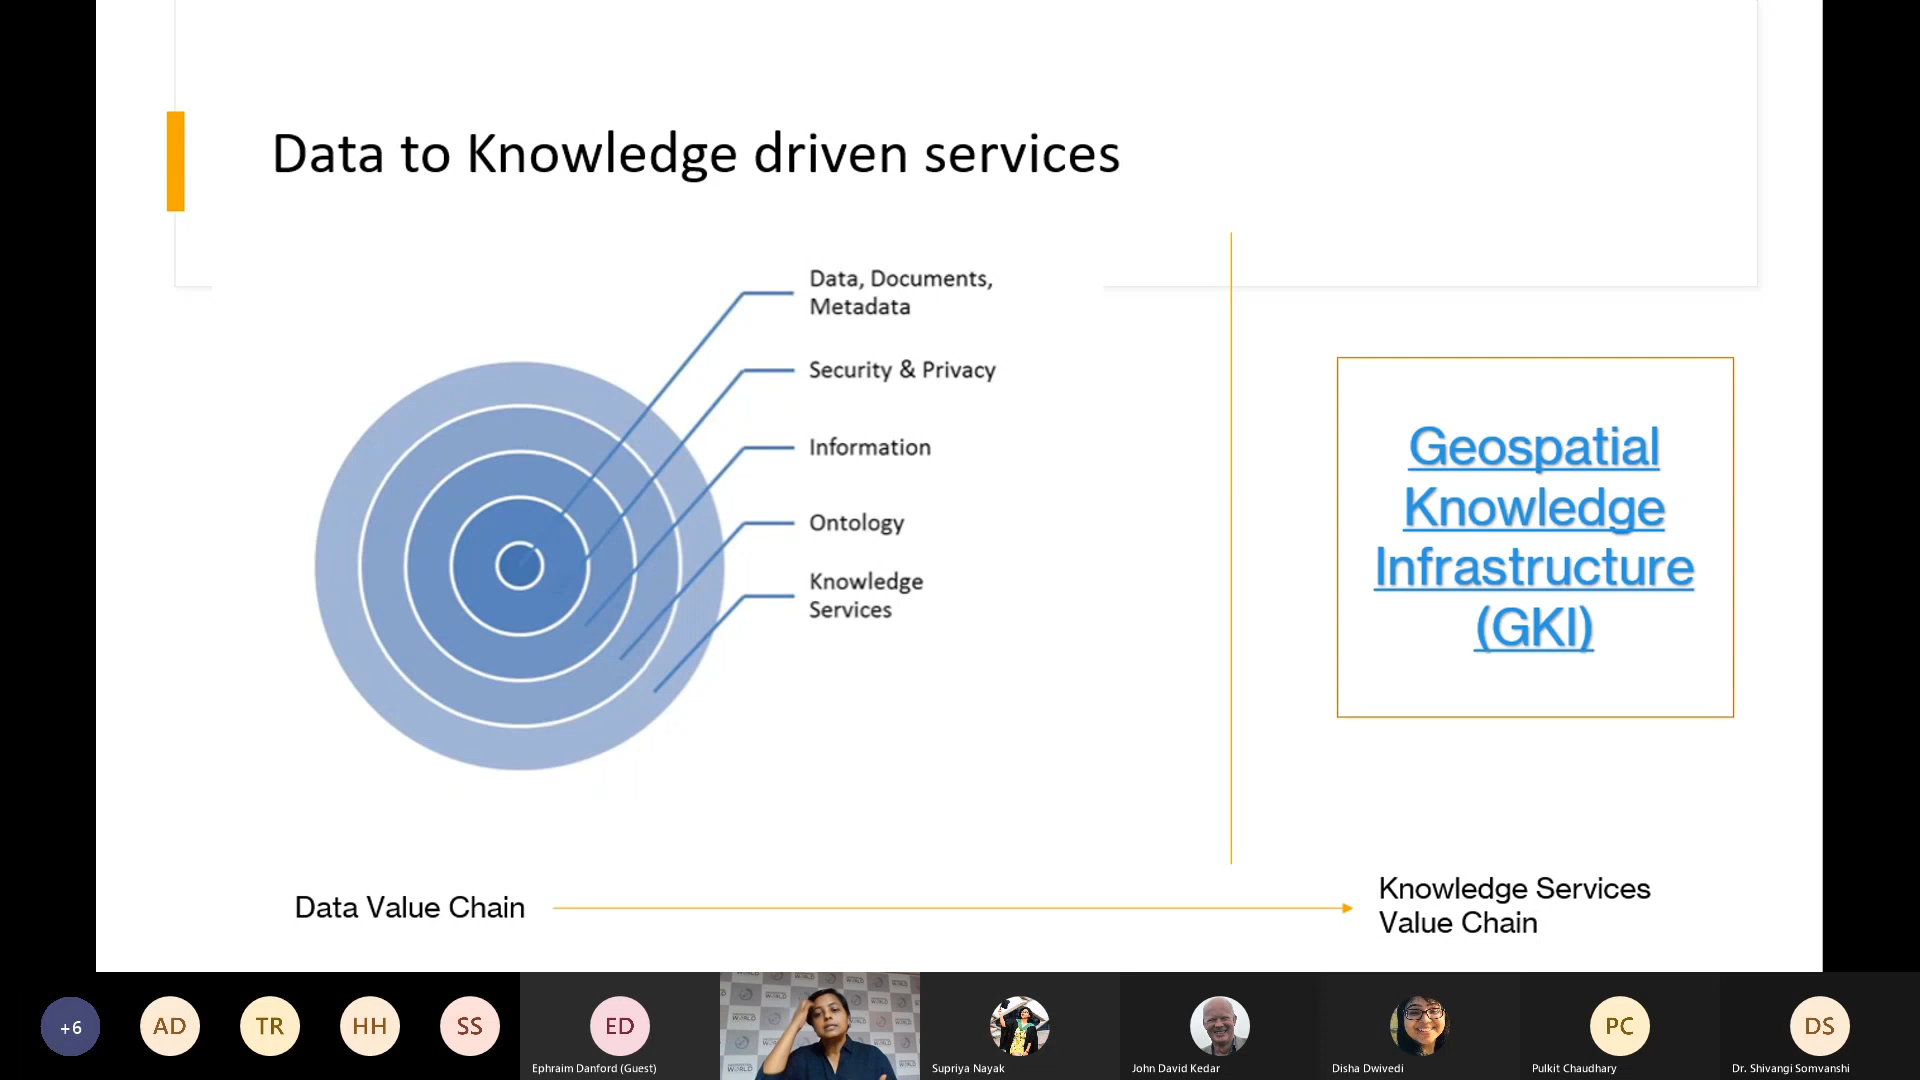 Data to Knowledge driven services
Data, Documents,
Metadata
Security & Privacy
Information
Ontology
Knowledge
Services
Geospatial
Knowledge
Infrastructure
(GKI)
Data Value Chain
Knowledge Services
Value Chain
+6
AD
TR
HH
SS
ED
Ephraim Danford (Guest)
WORLD
Supriya Nayak
John David Kedar
Disha Dwivedi
PC
Pulkit Chaudhary
DS
Dr. Shivangi Somvanshi